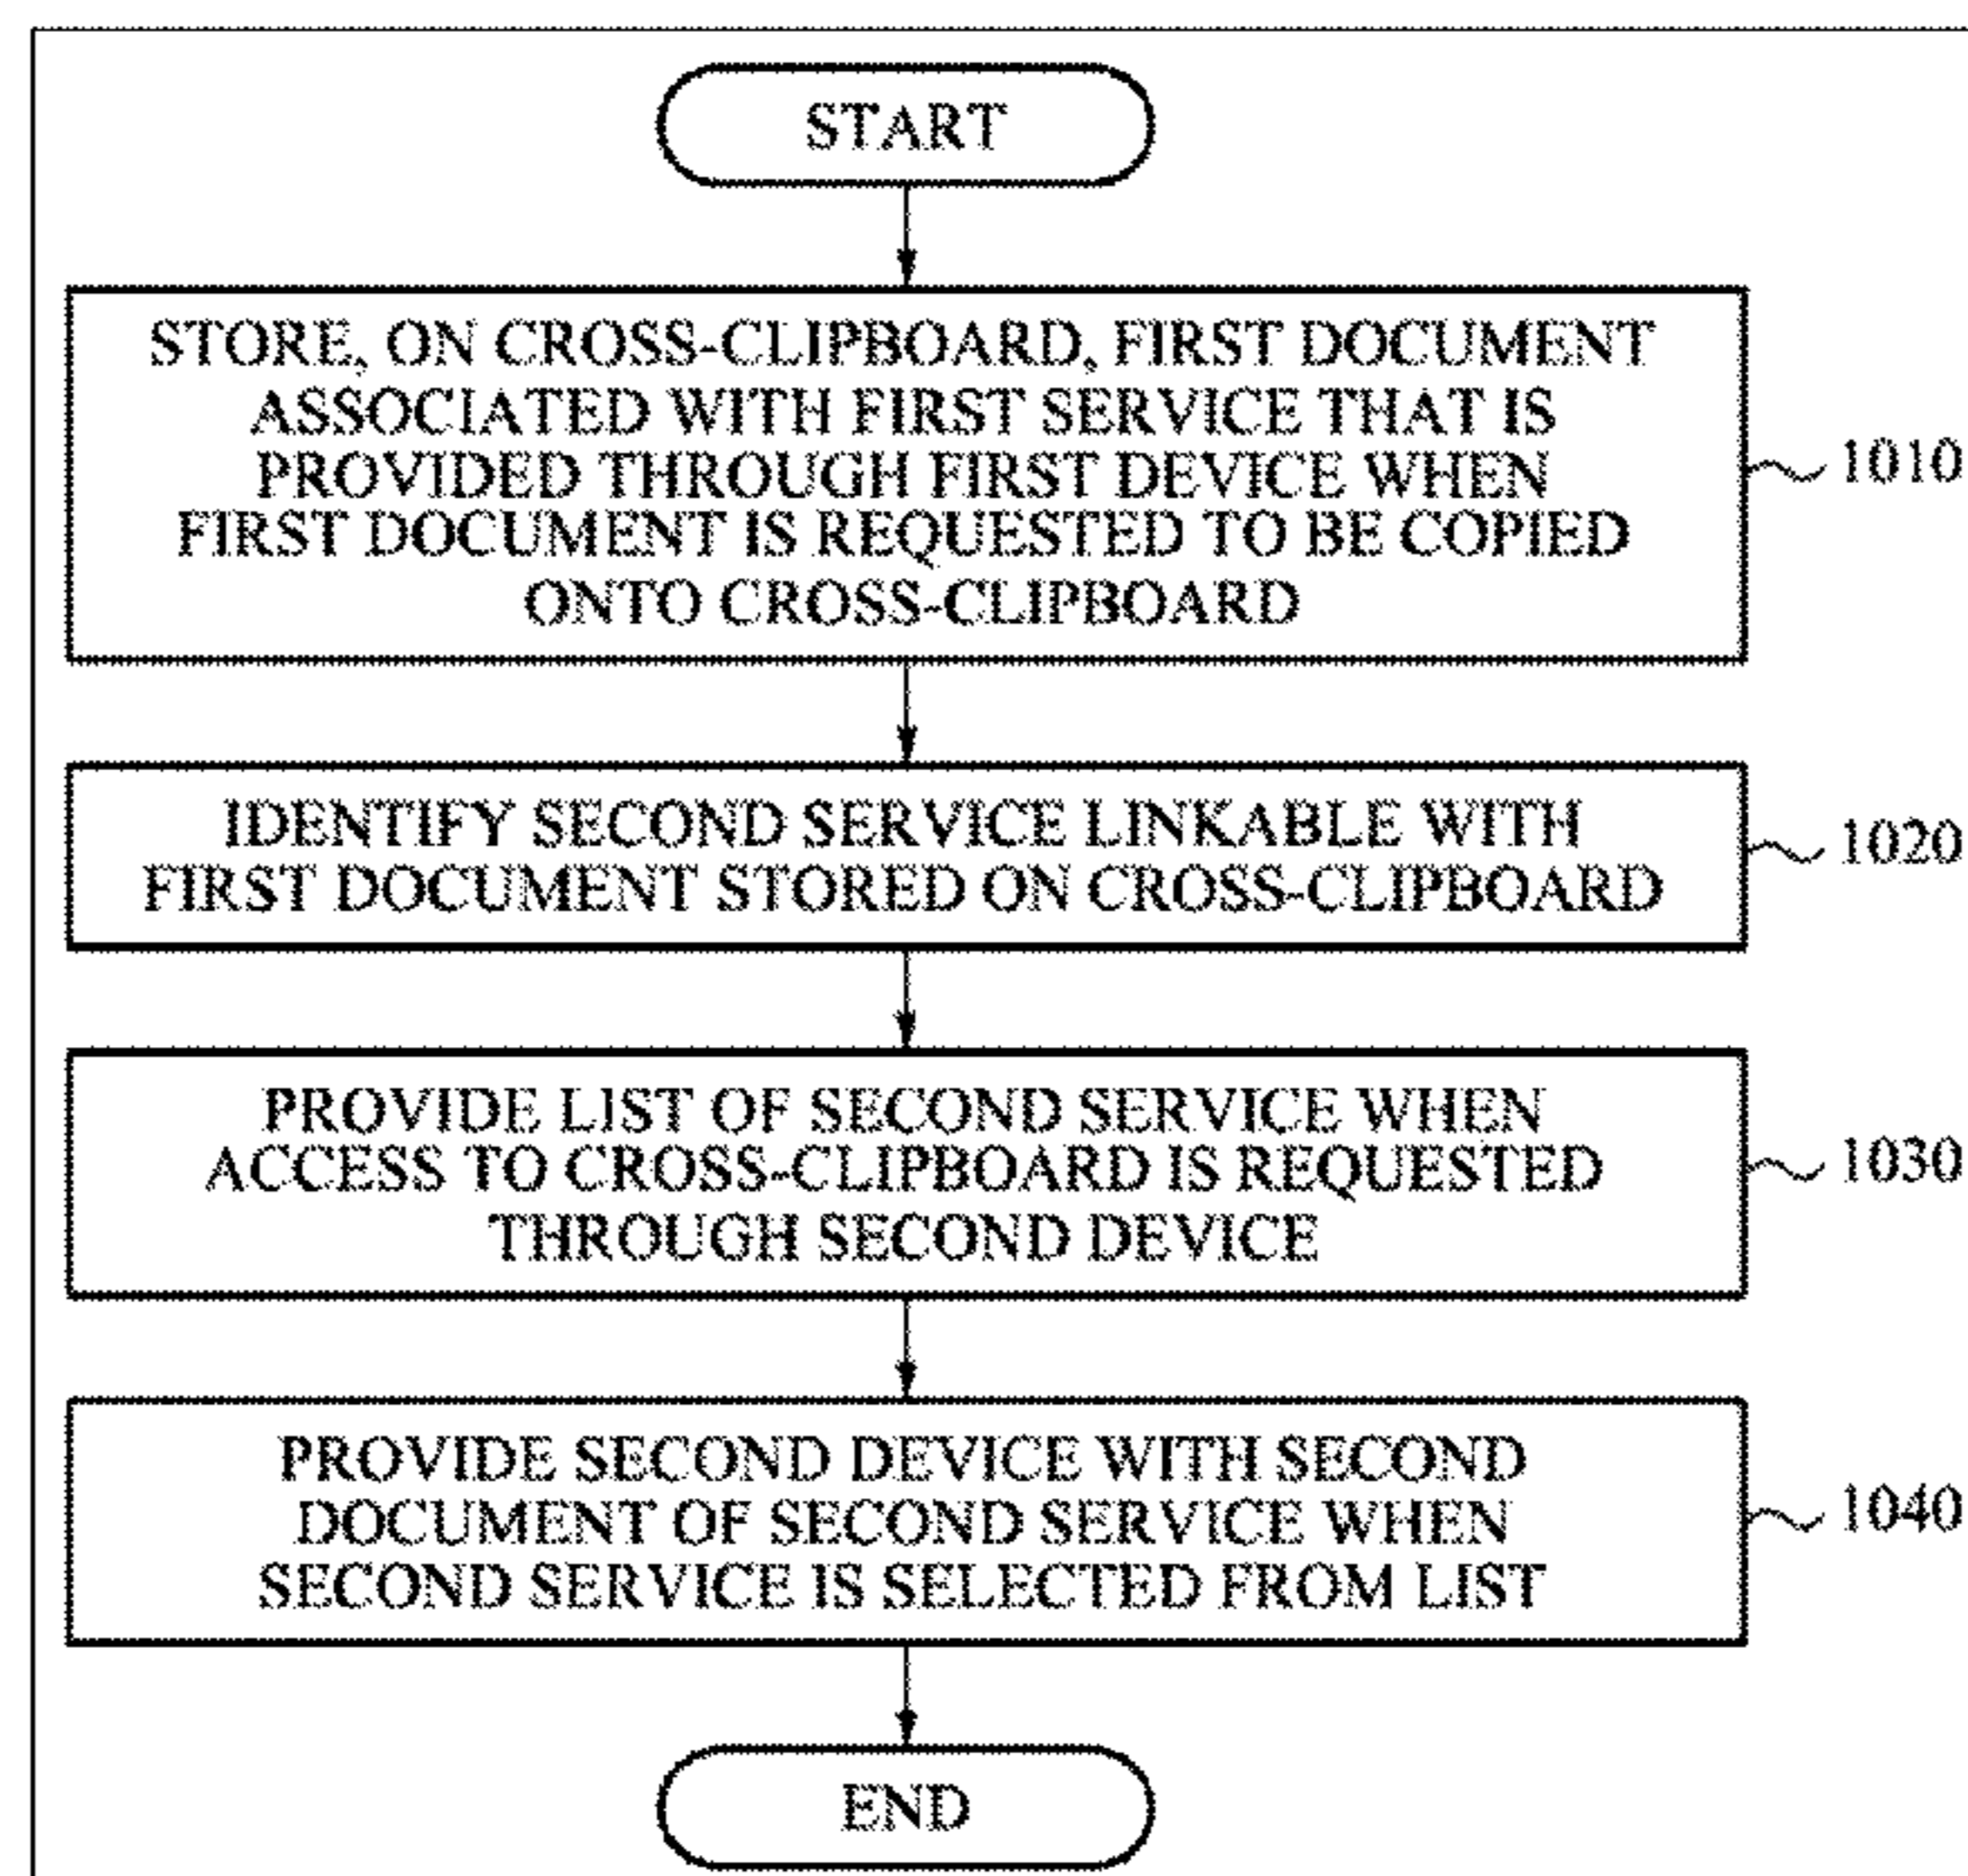 START
STORE, ON CROSS-CLIPBOARD, FIRST DOCUMENT
ASSOCIATED WITH FIRST SERVICE THAT IS
PROVIDED THROUGH FIRST DEVICE WHEN
FIRST DOCUMENT IS REQUESTED TO BE COPIED
ONTO CROSS-CLIPBOARD
1010
IDENTIFY SECOND SERVICE LINKABLE WITH
FIRST DOCUMENT STORED ON CROSS-CLIPBOARD
1020
PROVIDE LIST OF SECOND SERVICE WHEN
ACCESS TO CROSS-CLIPBOARD IS REQUESTED
THROUGH SECOND DEVICE
1030
PROVIDE SECOND DEVICE WITH SECOND
DOCUMENT OF SECOND SERVICE WHEN
SECOND SERVICE IS SELECTED FROM LIST
1040
END